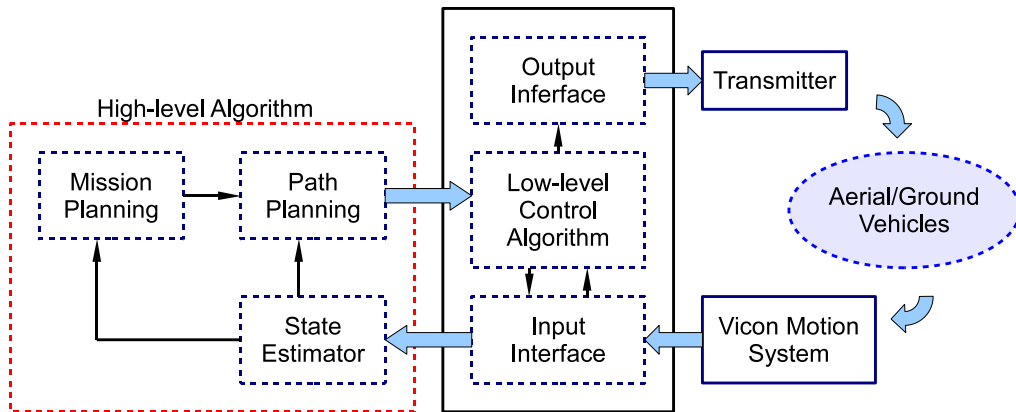 High-level Algorithm
Mission
Planning
Path
Planning
State
Estimator
Output
Inferface
Low-level
Control
Algorithm
Input
Interface
Transmitter
Aerial/Ground
Vehicles
Vicon Motion
System